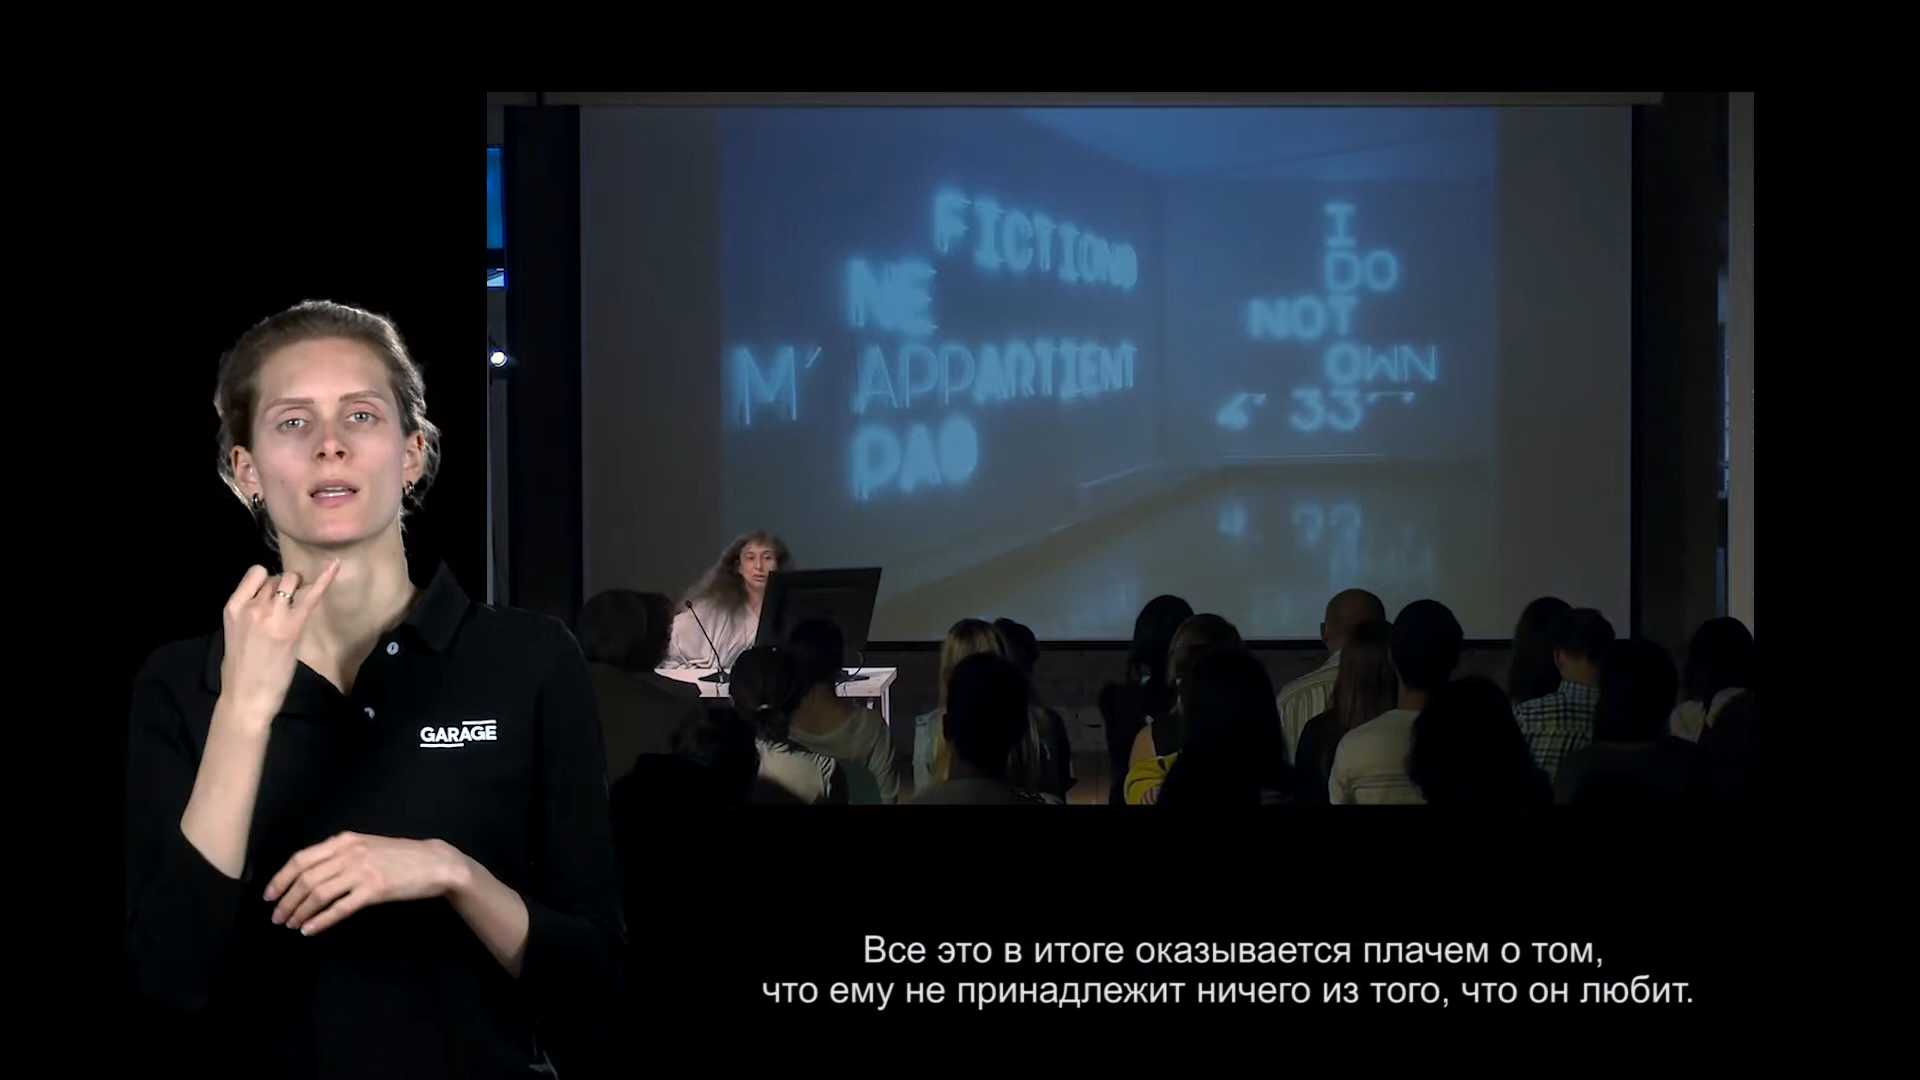 FICTIONS
NE
M' APPARTIENT
PAS
I
DO
NOT
OWN
4' 33"
GARAGE
Все это в итоге оказывается плачем о том,
что ему не принадлежит ничего из того, что он любит.